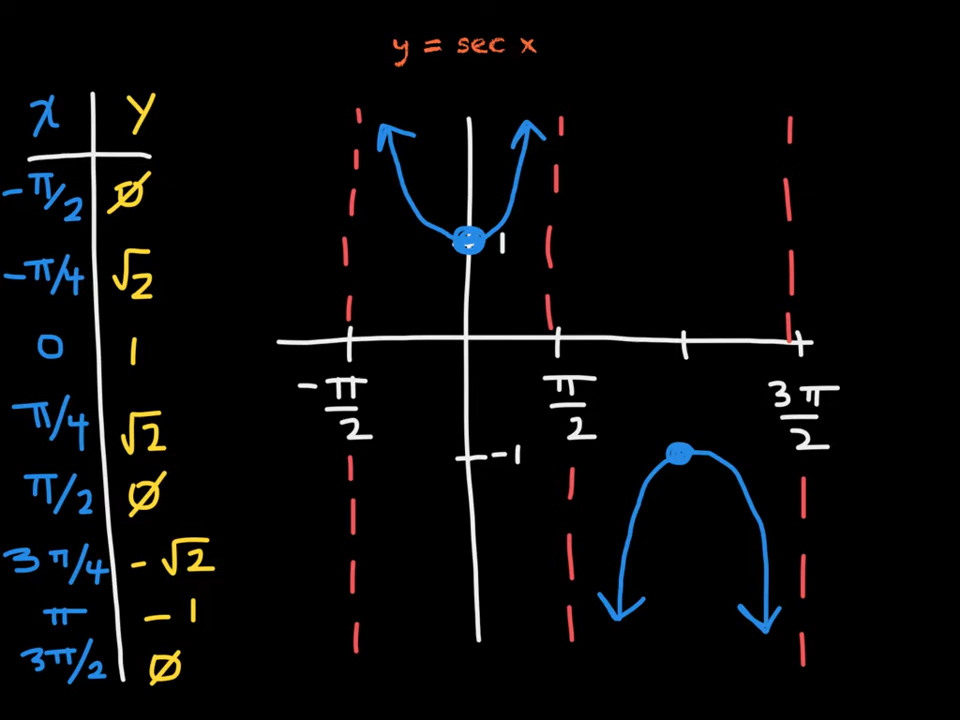 y = sec x
x y
-π/2 ∅
-π/4 √2
0 1
π/4 √2
π/2 ∅
3π/4 -√2
π -1
3π/2 ∅
1
-π/2
π/2
3π/2
-1